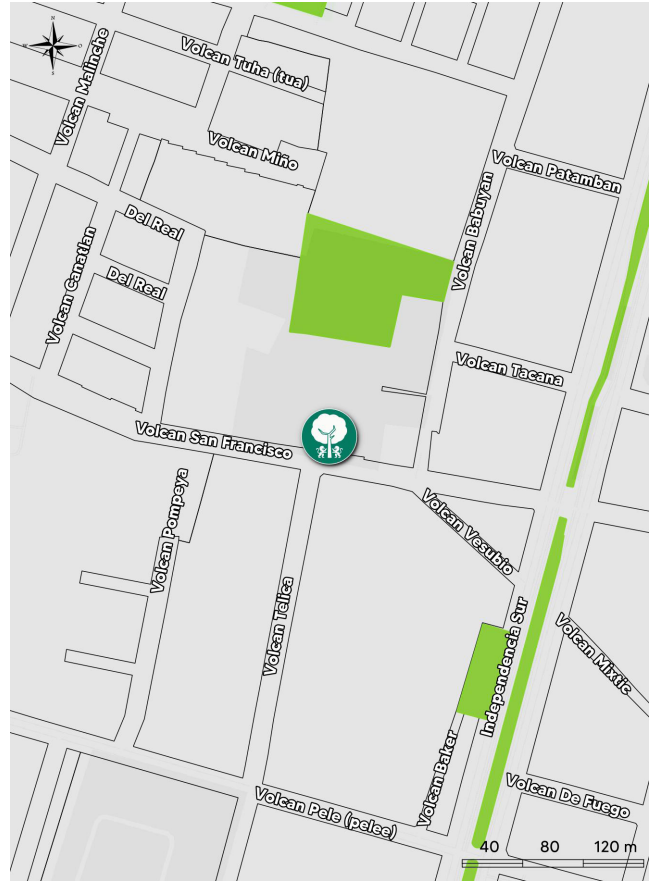 N
O
S
Volcan Malinche
Volcan Tuha (tua)
Volcan Miño
Volcan Patamban
Volcan Babuyan
Del Real
Volcan Canatlan
Del Real
Volcan Tacana
Volcan San Francisco
Volcan Pompeya
Volcan Telica
Volcan Vesubio
Independencia Sur
Volcan Mixtic
Volcan Baker
Volcan Pele (pelee)
Volcan De Fuego
40 80 120 m